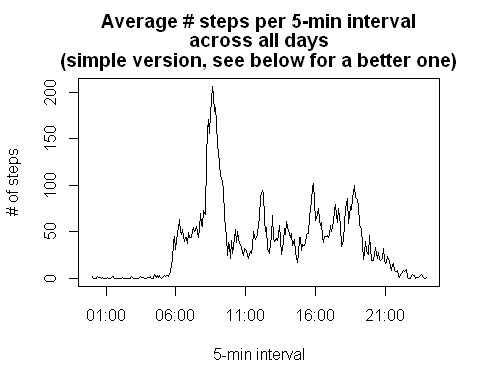 Average # steps per 5-min interval
across all days
(simple version, see below for a better one)
# of steps
200
150
100
50
0
01:00 06:00 11:00 16:00 21:00
5-min interval